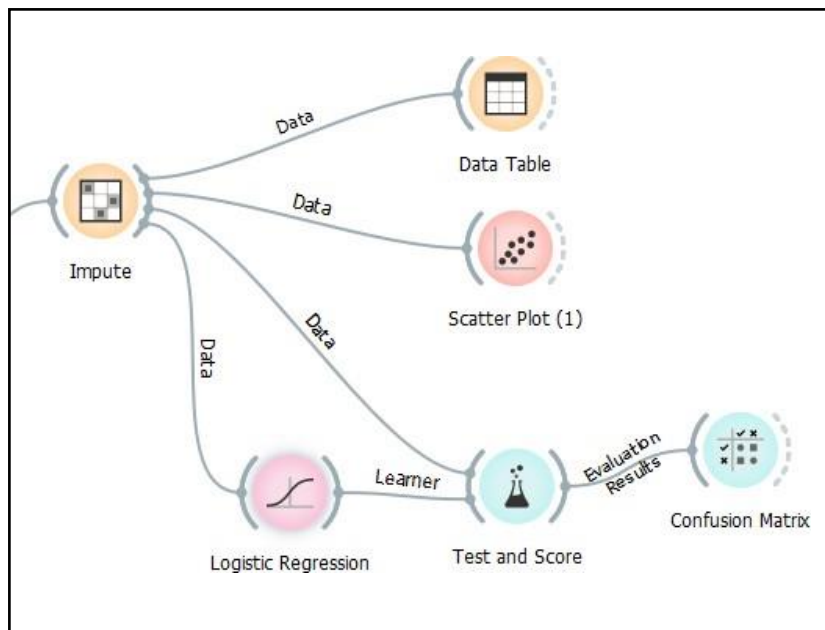 Data
Data Table
Data
Impute
Scatter Plot (1)
Data
Data
Learner
Evaluation
Results
Logistic Regression
Test and Score
Confusion Matrix